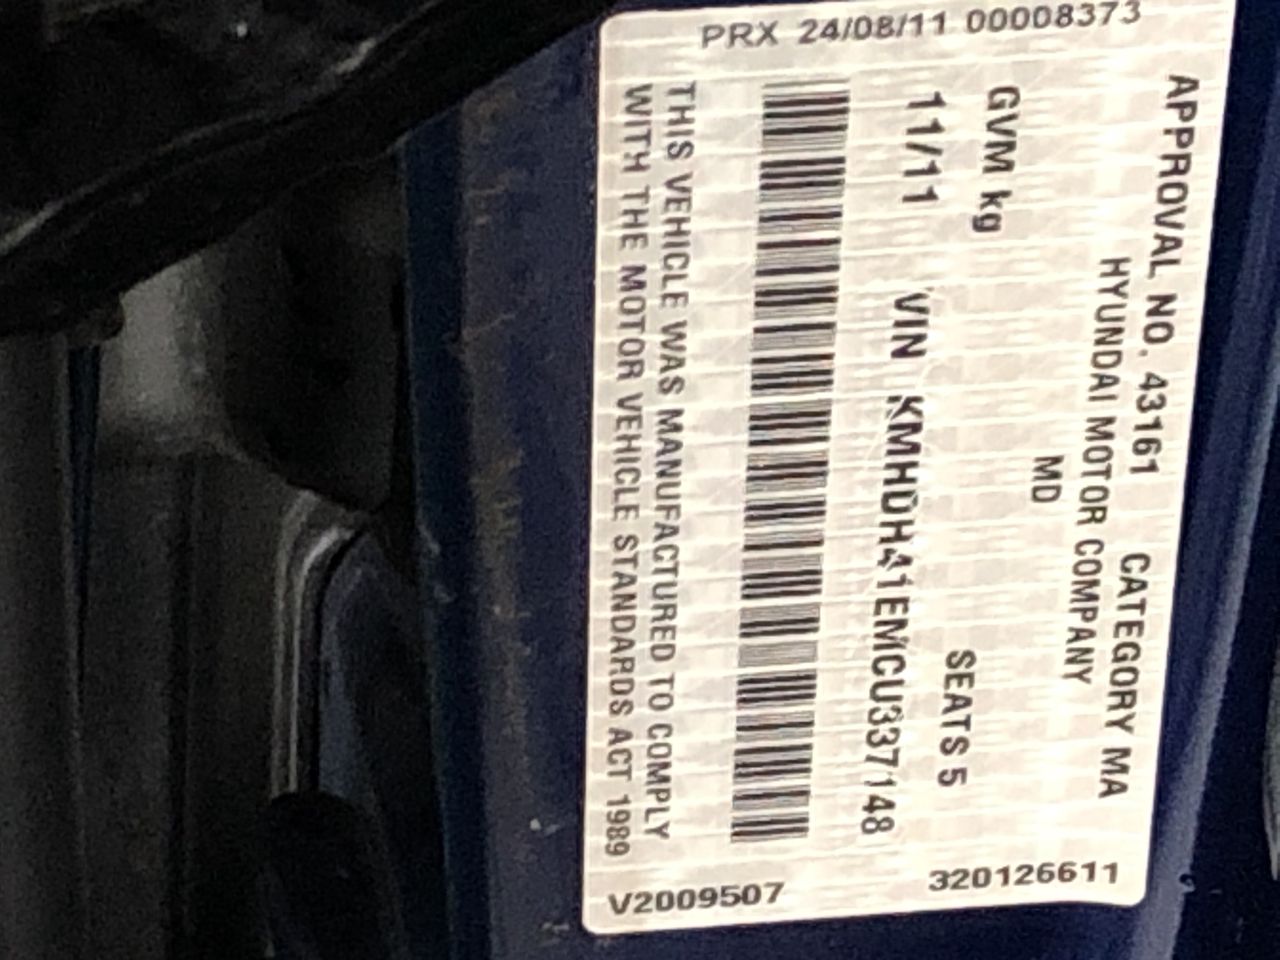 PRX 24/08/11 00008373
APPROVAL NO. 43161 CATEGORY MA
HYUNDAI MOTOR COMPANY
MD
GVM kg SEATS 5
11/11 VIN KMHDH41EMCU337148
THIS VEHICLE WAS MANUFACTURED TO COMPLY
WITH THE MOTOR VEHICLE STANDARDS ACT 1989
V2009507 320126611